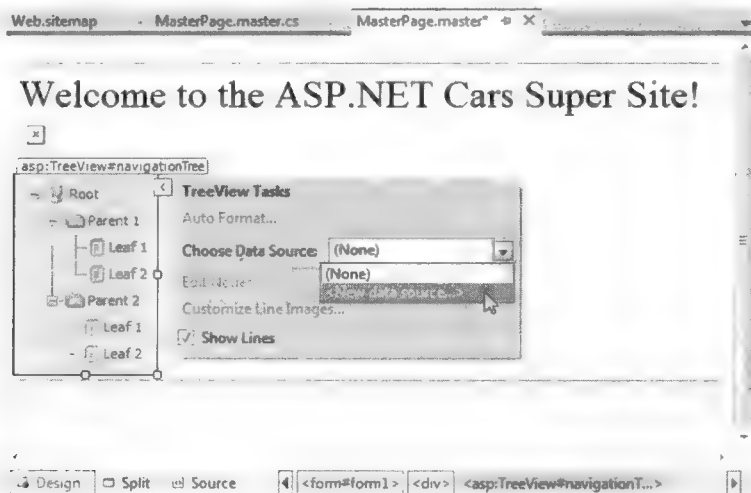 Web.sitemap MasterPage.master.cs MasterPage.master* X
Welcome to the ASP.NET Cars Super Site!
asp:TreeView#navigationTree
Root
Parent 1
Leaf 1
Leaf 2
Parent 2
Leaf 1
Leaf 2
TreeView Tasks
Auto Format...
Choose Data Source: (None)
(None)
<New data source...>
Edit Nodes...
Customize Line Images...
Show Lines
Design Split Source <form#form1> <div> <asp:TreeView#navigationT...>